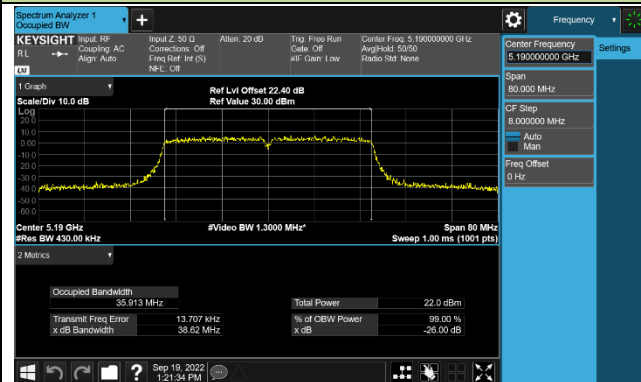 Spectrum Analyzer 1
Occupied BW
Frequency
KEYSIGHT
RL
Input: RF
Coupling: AC
Align: Auto
Input Z: 50 Ω
Corrections: Off
Freq Ref: Int (S)
NFE: Off
Atten: 20 dB
Trig: Free Run
Gate: Off
#IF Gain: Low
Center Freq: 5.190000000 GHz
Avg|Hold: 50/50
Radio Std: None
Center Frequency
5.190000000 GHz
Settings
Span
80.000 MHz
CF Step
8.000000 MHz
Auto
Man
Freq Offset
0 Hz
1 Graph
Scale/Div 10.0 dB
Ref Lvl Offset 22.40 dB
Ref Value 30.00 dBm
Log
20.0
10.0
0.00
-10.0
-20.0
-30.0
-40.0
-50.0
-60.0
Center 5.19 GHz
#Res BW 430.00 kHz
#Video BW 1.3000 MHz*
Span 80 MHz
Sweep 1.00 ms (1001 pts)
2 Metrics
Occupied Bandwidth
35.913 MHz
Total Power 22.0 dBm
Transmit Freq Error 13.707 kHz
% of OBW Power 99.00 %
x dB Bandwidth 38.62 MHz
x dB -26.00 dB
Sep 19, 2022
1:21:34 PM